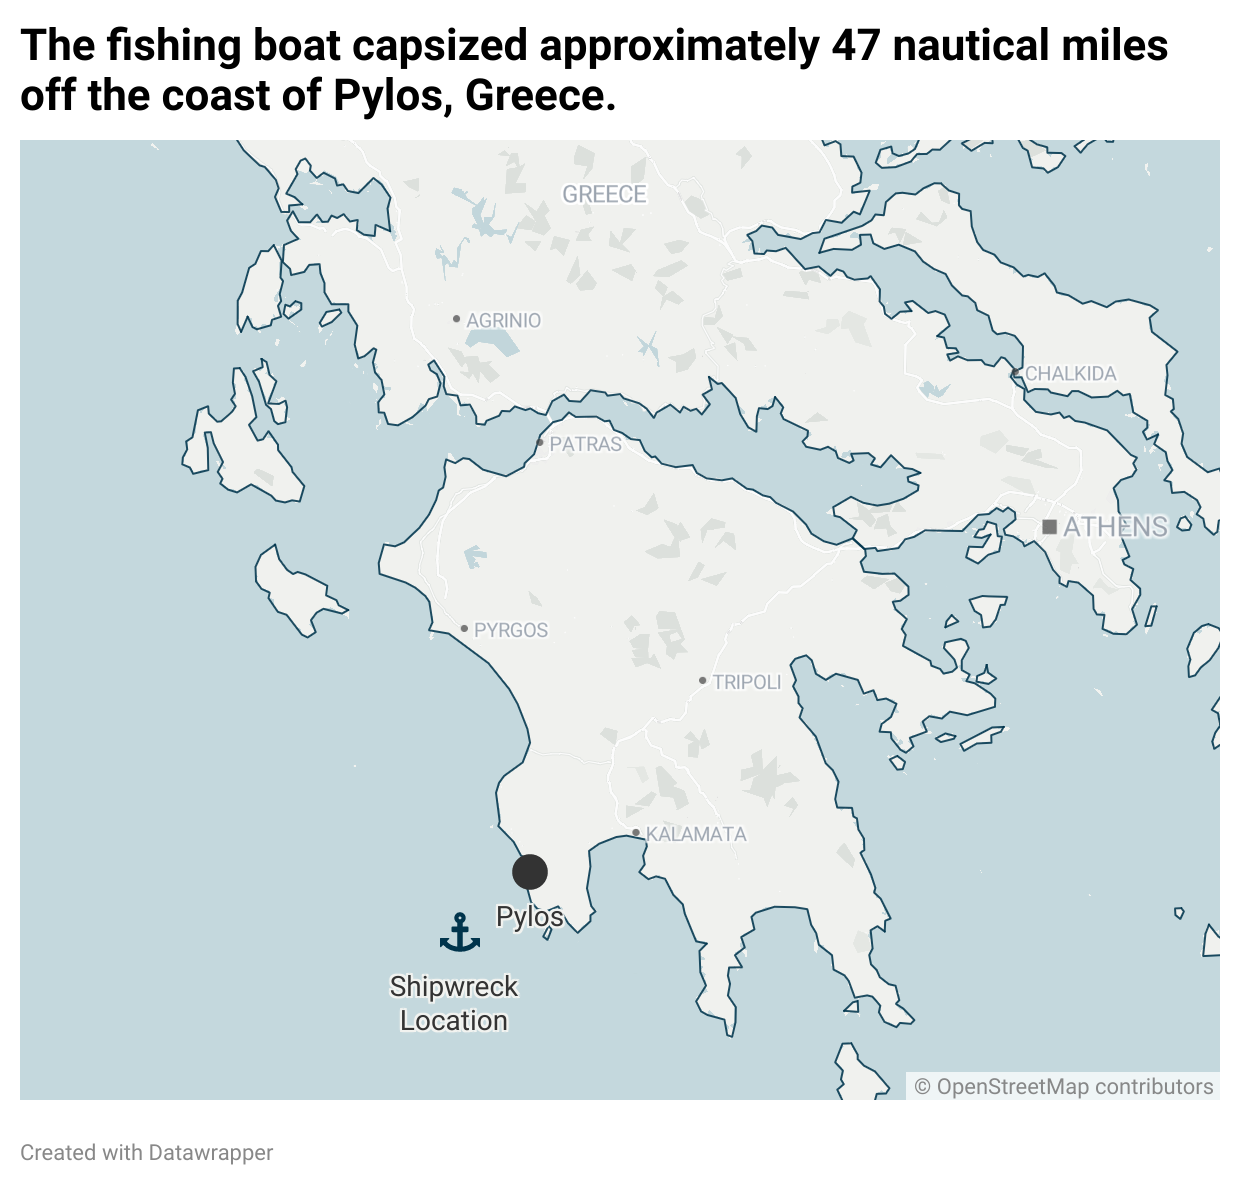 The fishing boat capsized approximately 47 nautical miles
off the coast of Pylos, Greece.
GREECE
AGRINIO
CHALKIDA
PATRAS
ATHENS
PYRGOS
TRIPOLI
KALAMATA
Pylos
Shipwreck
Location
© OpenStreetMap contributors
Created with Datawrapper